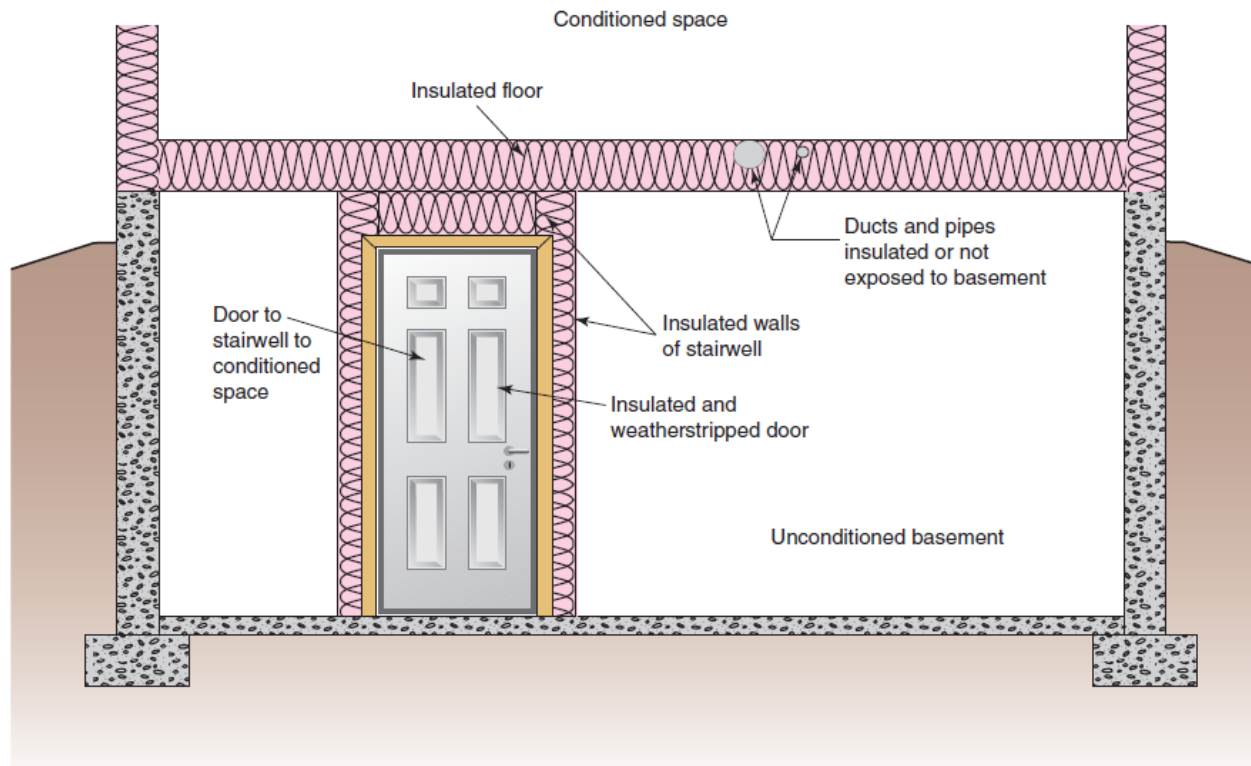 Conditioned space
Insulated floor
Ducts and pipes
insulated or not
exposed to basement
Door to
stairwell to
conditioned
space
Insulated walls
of stairwell
Insulated and
weatherstripped door
Unconditioned basement